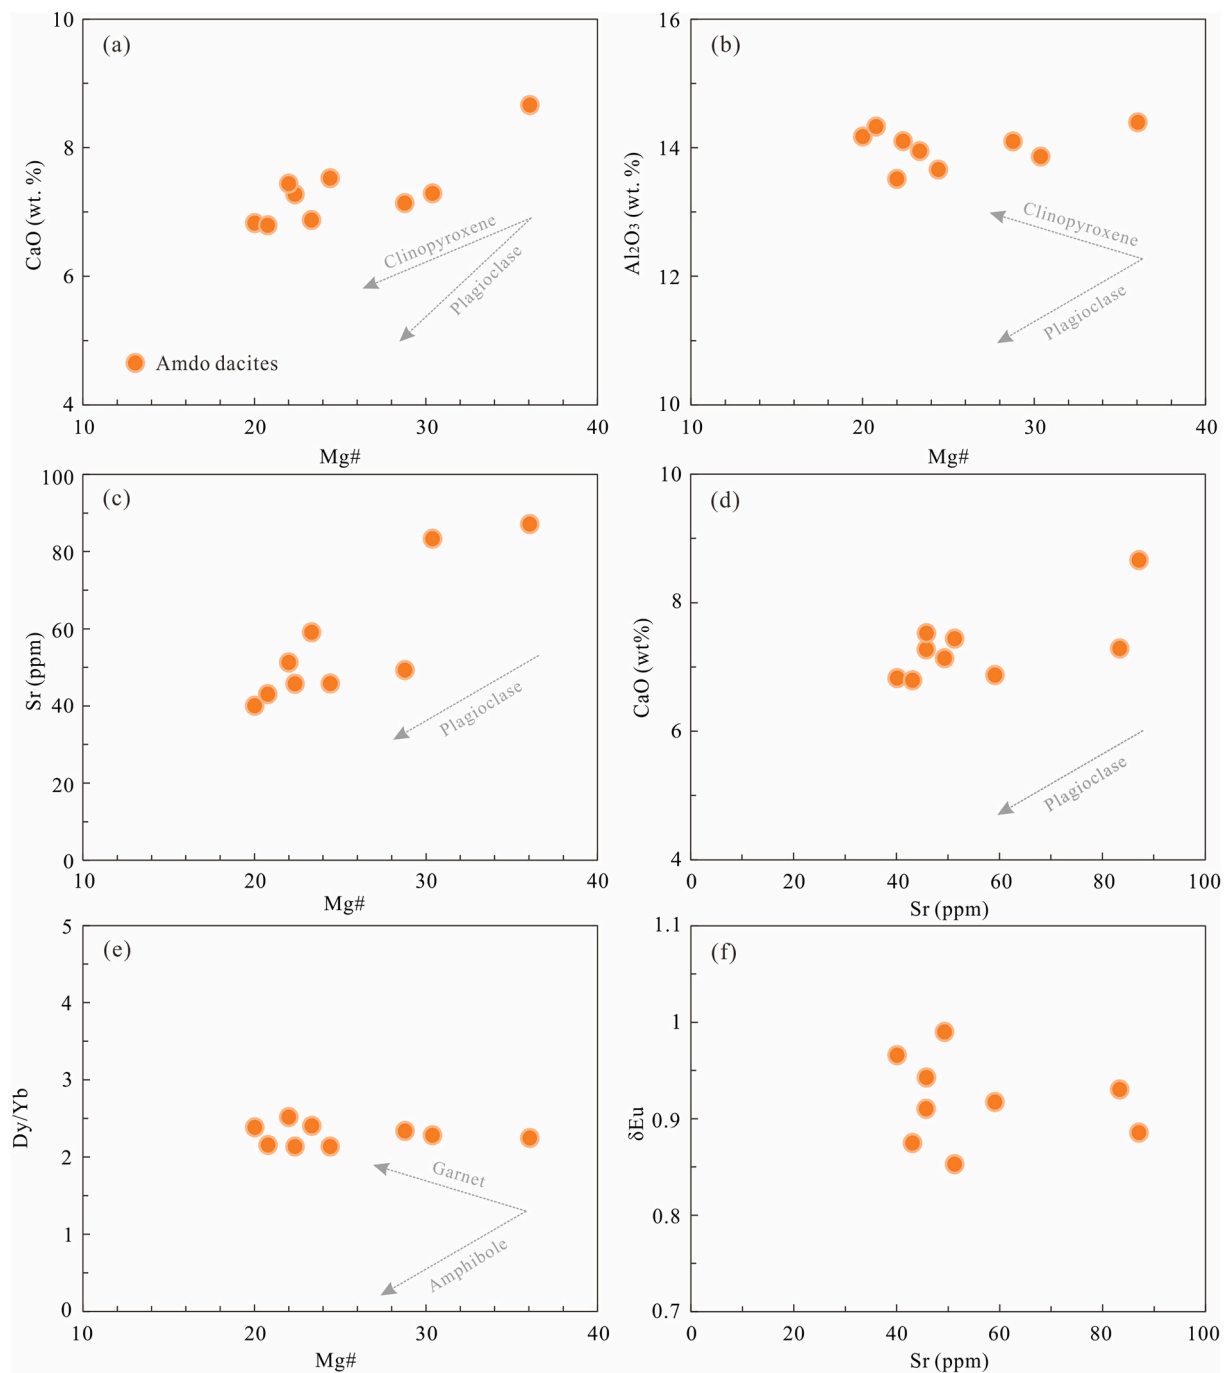 (a)
10
8
6
4
CaO (wt. %)
Clinopyroxene
Plagioclase
Amdo dacites
10 20 30 40
Mg#
(b)
16
14
12
10
Al₂O₃ (wt. %)
Clinopyroxene
Plagioclase
10 20 30 40
Mg#
(c)
100
80
60
40
20
0
Sr (ppm)
Plagioclase
10 20 30 40
Mg#
(d)
10
8
6
4
CaO (wt%)
Plagioclase
0 20 40 60 80 100
Sr (ppm)
(e)
5
4
3
2
1
0
Dy/Yb
Garnet
Amphibole
10 20 30 40
Mg#
(f)
1.1
1
0.9
0.8
0.7
δEu
0 20 40 60 80 100
Sr (ppm)